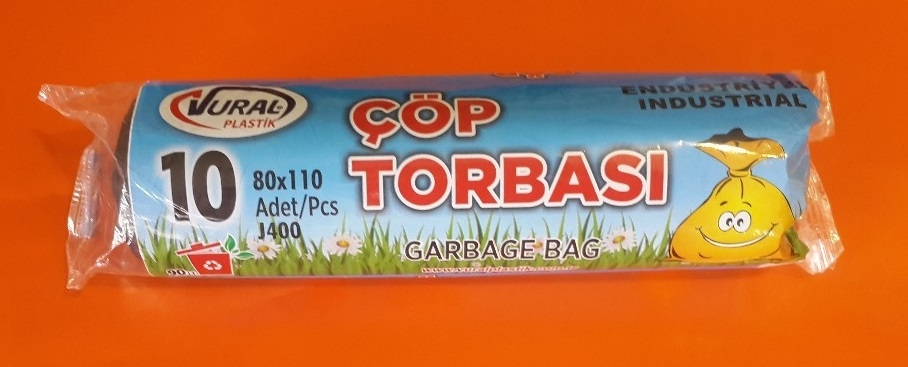 VURAL
PLASTİK
ÇÖP
TORBASI
ENDÜSTRİYEL
INDUSTRIAL
10
80x110
Adet/Pcs
J400
GARBAGE BAG